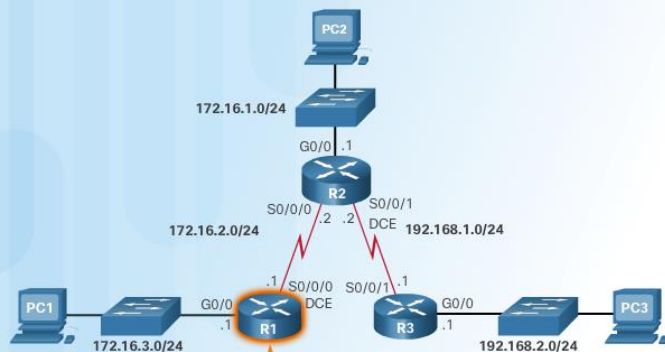 PC2
172.16.1.0/24
G0/0 .1
R2
S0/0/0 S0/0/1
.2 .2 DCE
172.16.2.0/24 192.168.1.0/24
.1 S0/0/0 S0/0/1 .1
DCE
PC1 G0/0 R1 R3 G0/0 PC3
.1 .1
172.16.3.0/24 192.168.2.0/24